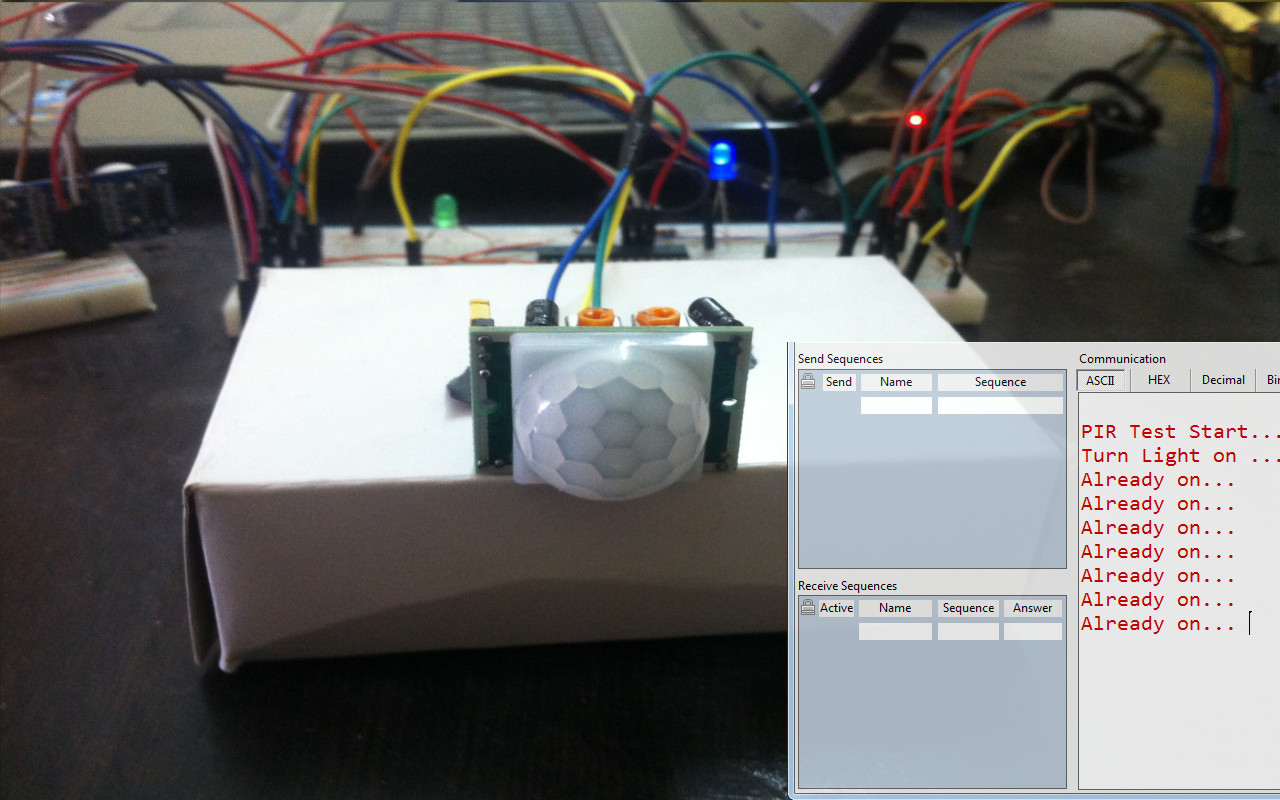 Send Sequences
Send Name Sequence
Receive Sequences
Active Name Sequence Answer
Communication
ASCII HEX Decimal Bi
PIR Test Start...
Turn Light on ...
Already on...
Already on...
Already on...
Already on...
Already on...
Already on...
Already on...